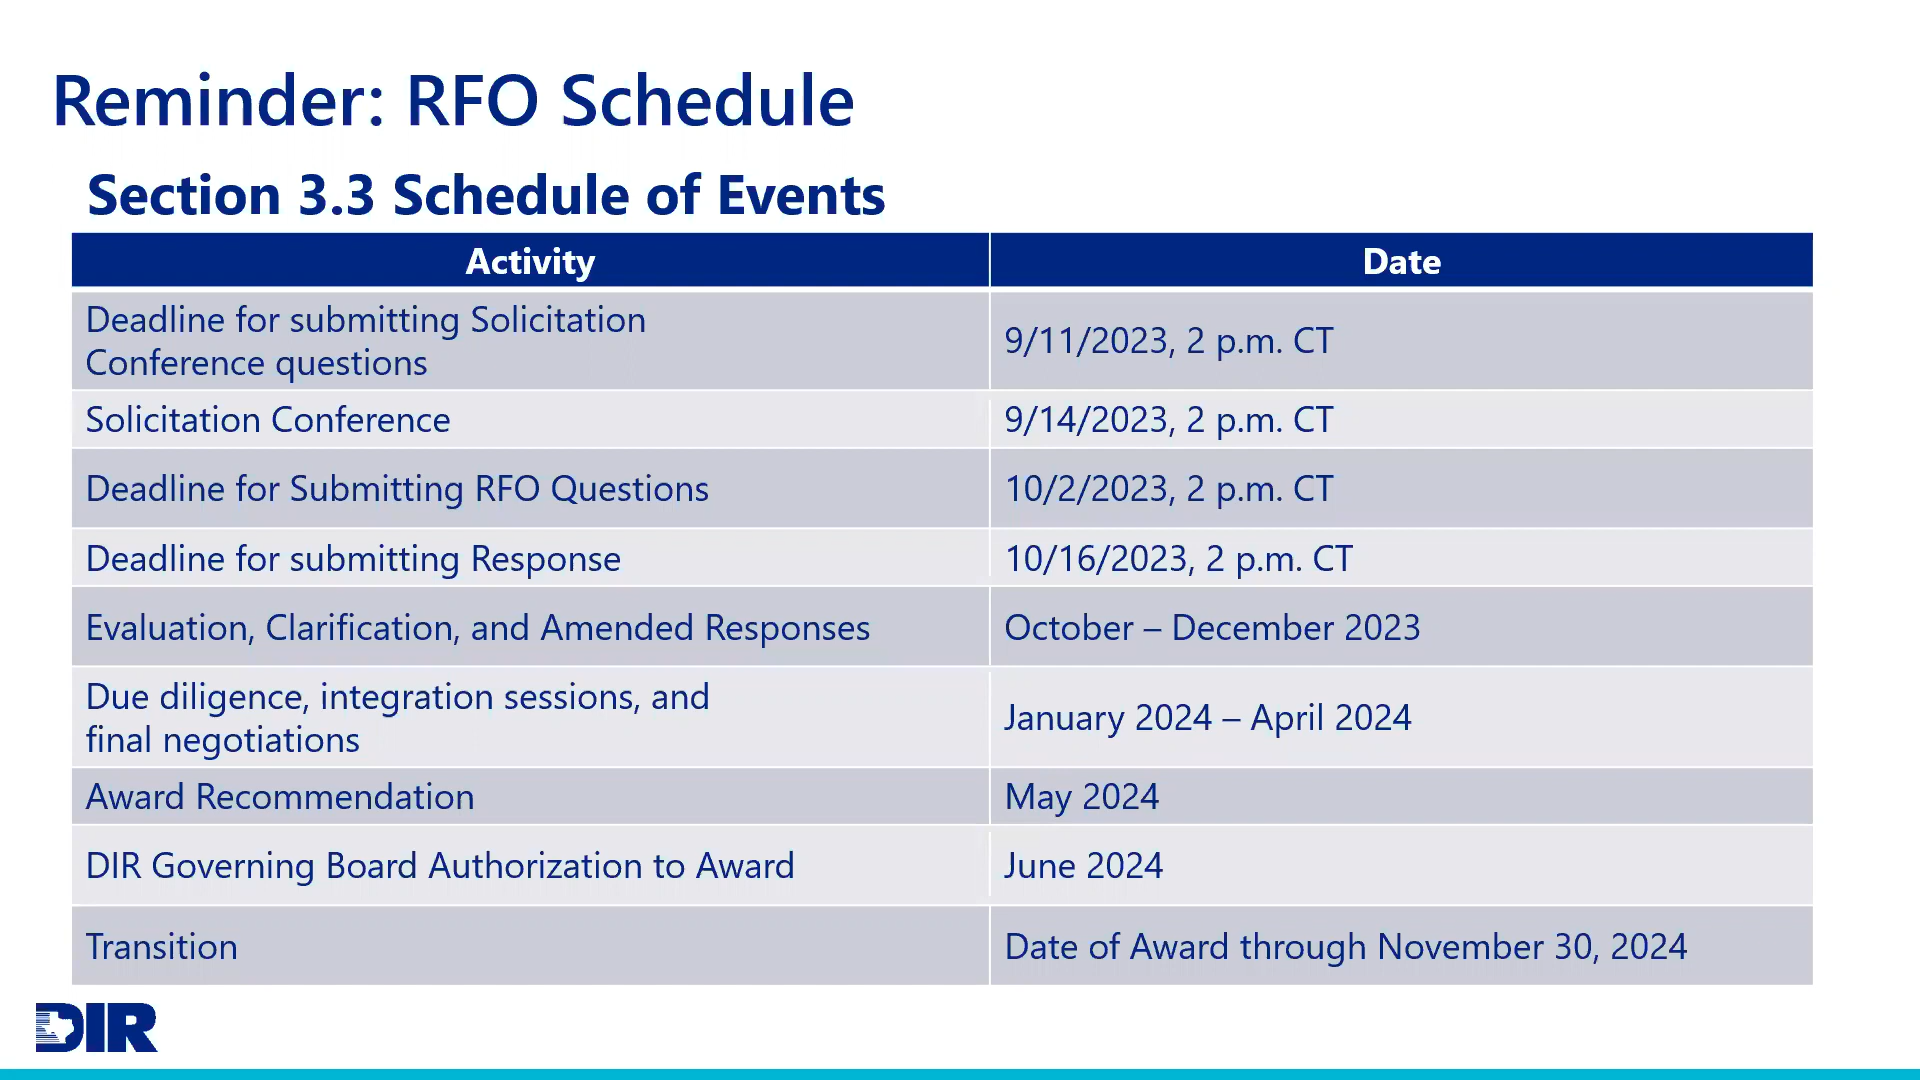 Reminder: RFO Schedule
Section 3.3 Schedule of Events
Activity
Date
Deadline for submitting Solicitation
Conference questions
9/11/2023, 2 p.m. CT
Solicitation Conference
9/14/2023, 2 p.m. CT
Deadline for Submitting RFO Questions
10/2/2023, 2 p.m. CT
Deadline for submitting Response
10/16/2023, 2 p.m. CT
Evaluation, Clarification, and Amended Responses
October – December 2023
Due diligence, integration sessions, and
final negotiations
January 2024 – April 2024
Award Recommendation
May 2024
DIR Governing Board Authorization to Award
June 2024
Transition
Date of Award through November 30, 2024
DIR